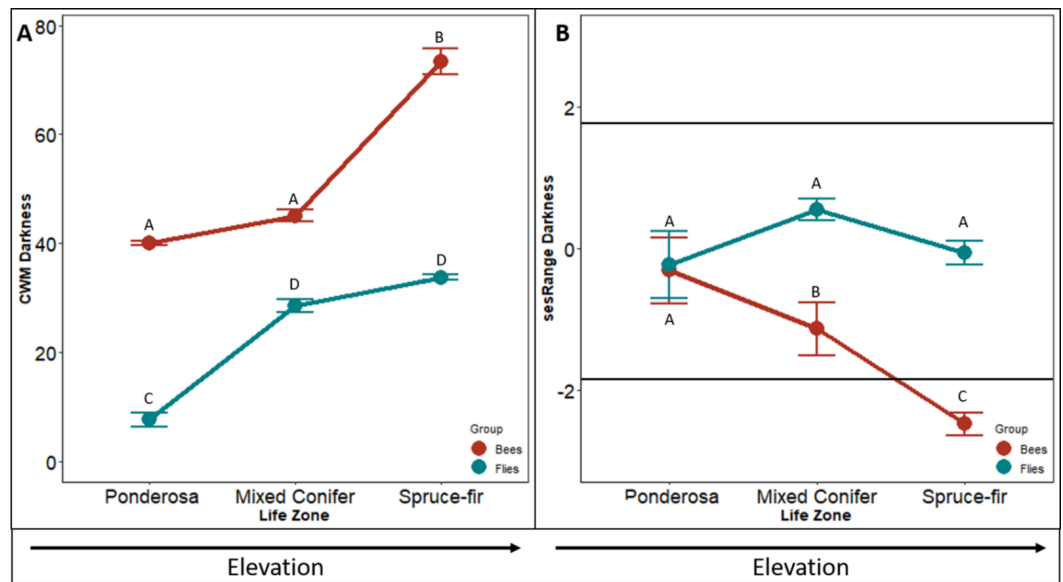 A
80
60
40
20
0
CWM Darkness
A
A
B
C
D
D
Group
Bees
Flies
Ponderosa
Mixed Conifer
Spruce-fir
Life Zone
Elevation
B
2
0
-2
sesRange Darkness
A
A
A
A
B
C
Group
Bees
Flies
Ponderosa
Mixed Conifer
Spruce-fir
Life Zone
Elevation